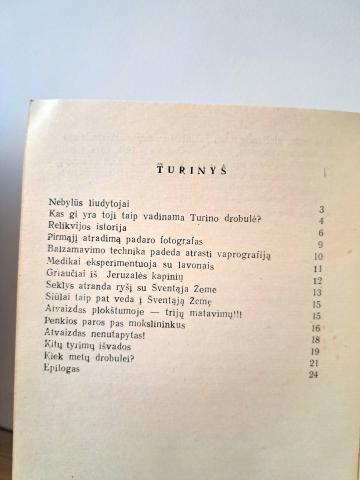 TURINYS
Nebylūs liudytojai 3
Kas gi yra toji taip vadinama Turino drobulė? 4
Relikvijos istorija 6
Pirmąjį atradimą padaro fotografas 9
Balzamavimo technika padeda atrasti vaprografiją 10
Medikai eksperimentuoja su lavonais 11
Griaučiai iš Jeruzalės kapinių 12
Seklys atranda ryšį su Šventąja Žeme 13
Siūlai taip pat veda į Šventąją Žemę 15
Atvaizdas plokštumoje — trijų matavimų!!! 15
Penkios paros pas mokslininkus 16
Atvaizdas nenutapytas! 18
Kitų tyrimų išvados 19
Kiek metų drobulei? 21
Epilogas 24